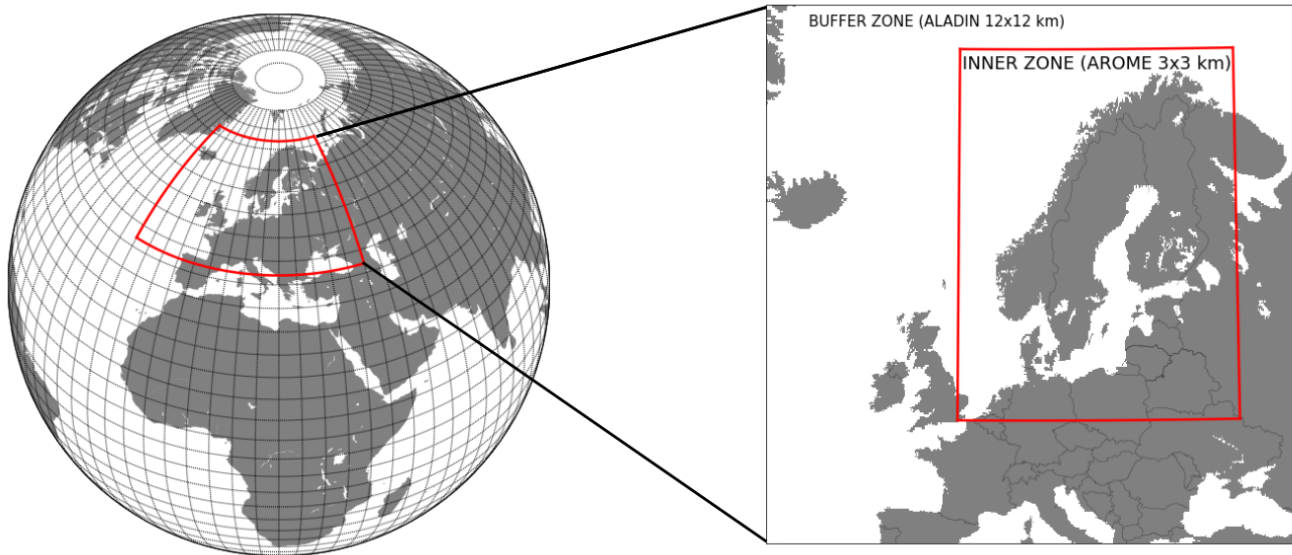 BUFFER ZONE (ALADIN 12x12 km)
INNER ZONE (AROME 3x3 km)